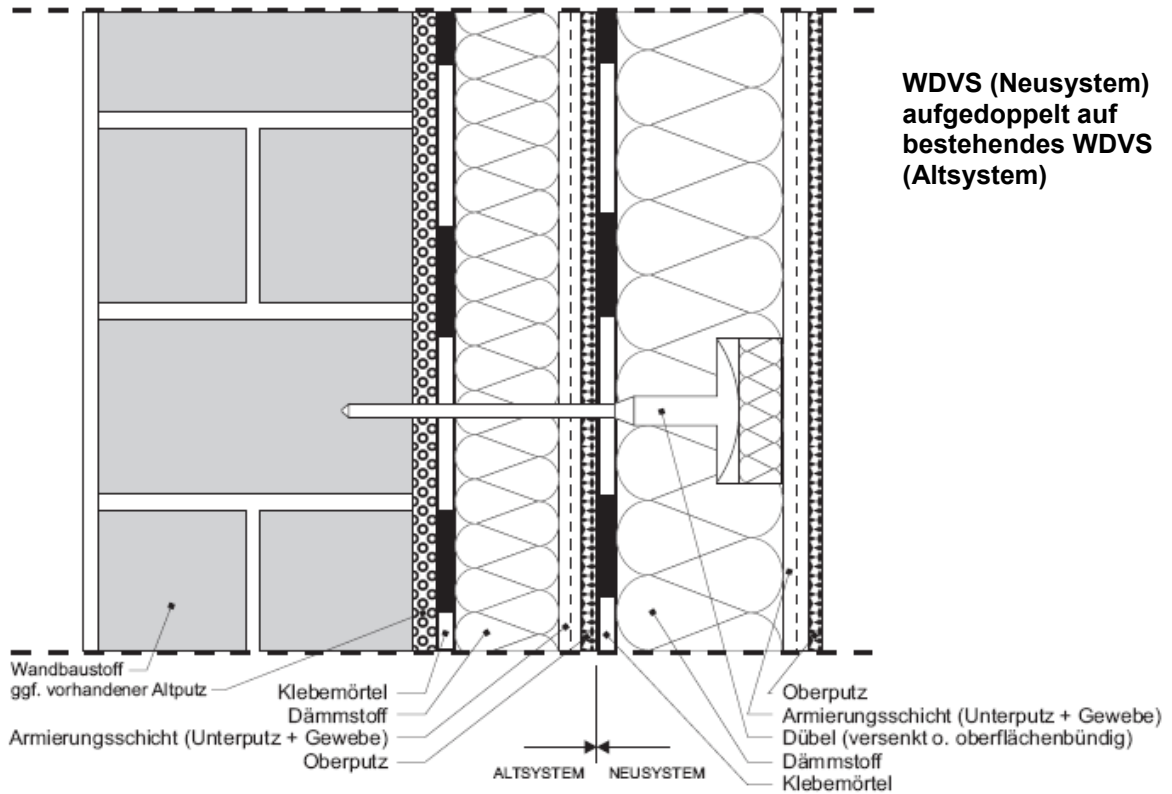 WDVS (Neusystem)
aufgedoppelt auf
bestehendes WDVS
(Altsystem)
Wandbaustoff
ggf. vorhandener Altputz
Klebemörtel
Dämmstoff
Armierungsschicht (Unterputz + Gewebe)
Oberputz
ALTSYSTEM
NEUSYSTEM
Oberputz
Armierungsschicht (Unterputz + Gewebe)
Dübel (versenkt o. oberflächenbündig)
Dämmstoff
Klebemörtel